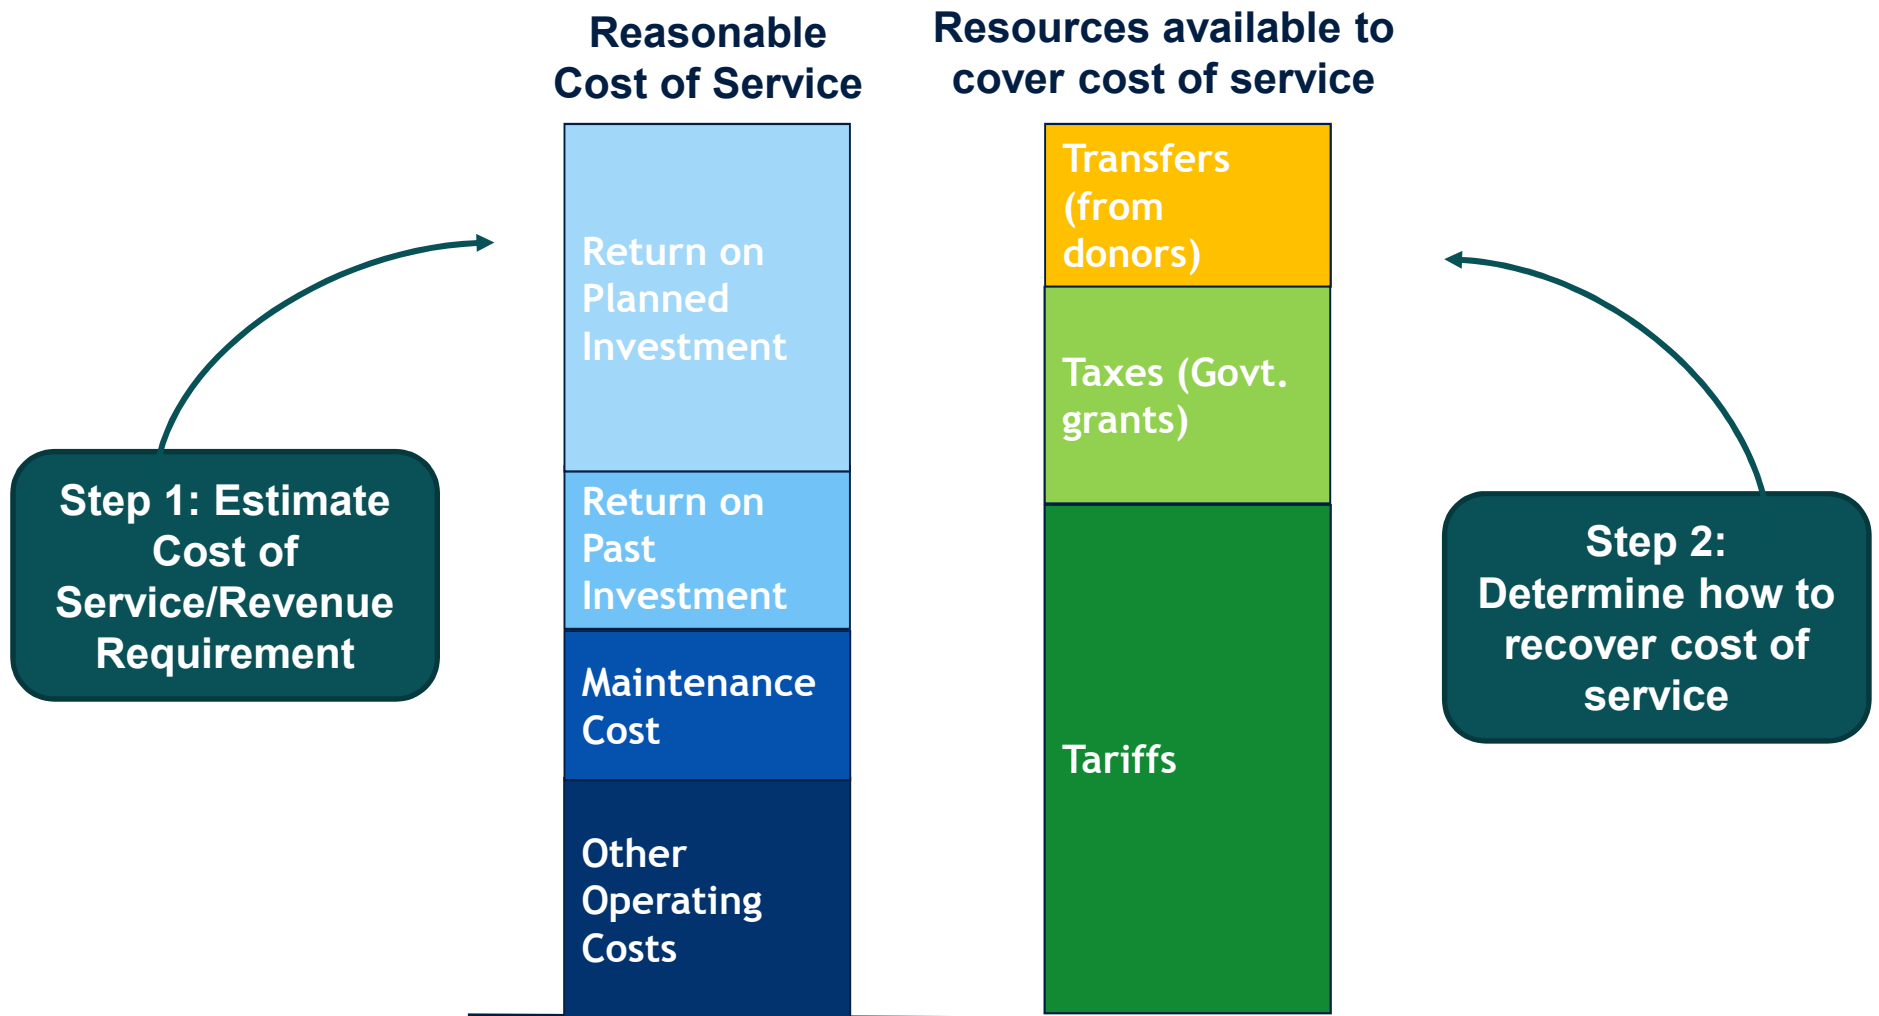 Reasonable
Cost of Service
Resources available to
cover cost of service
Return on
Planned
Investment
Return on
Past
Investment
Maintenance
Cost
Other
Operating
Costs
Transfers
(from
donors)
Taxes (Govt.
grants)
Tariffs
Step 1: Estimate
Cost of
Service/Revenue
Requirement
Step 2:
Determine how to
recover cost of
service